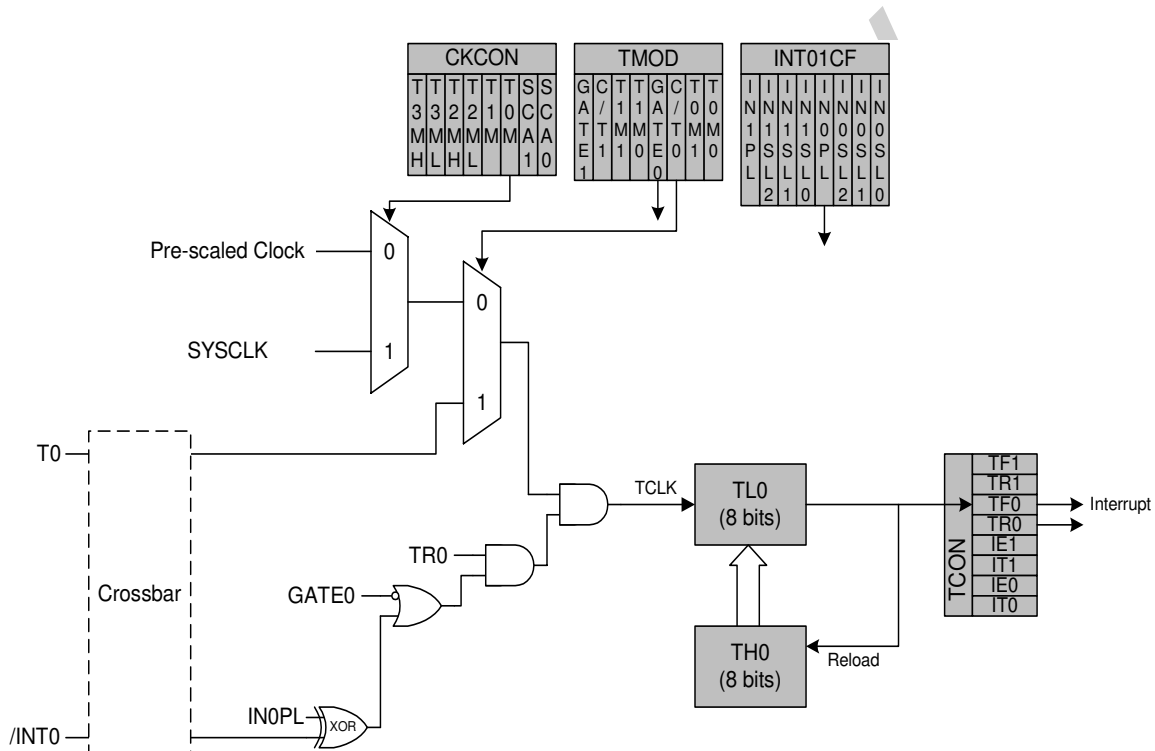 CKCON
T3MH
T3ML
T2MH
T2ML
T1M
T0M
SCA1
SCA0
TMOD
GATE1
C/T1
T1M1
T1M0
GATE0
C/T0
T0M1
T0M0
INT01CF
IN1PL
IN1SL2
IN1SL1
IN1SL0
IN0PL
IN0SL2
IN0SL1
IN0SL0
Pre-scaled Clock
0
SYSCLK
1
0
1
T0
Crossbar
/INT0
TR0
GATE0
IN0PL
XOR
TCLK
TL0
(8 bits)
TH0
(8 bits)
Reload
TCON
TF1
TR1
TF0
TR0
IE1
IT1
IE0
IT0
Interrupt